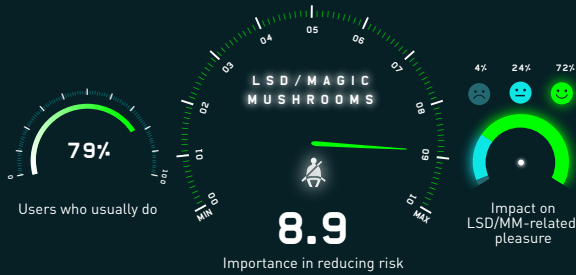 79%
0
100
Users who usually do
LSD/MAGIC
MUSHROOMS
MIN
00
01
02
03
04
05
06
07
08
09
10
MAX
8.9
Importance in reducing risk
4% 24% 72%
Impact on
LSD/MM-related
pleasure